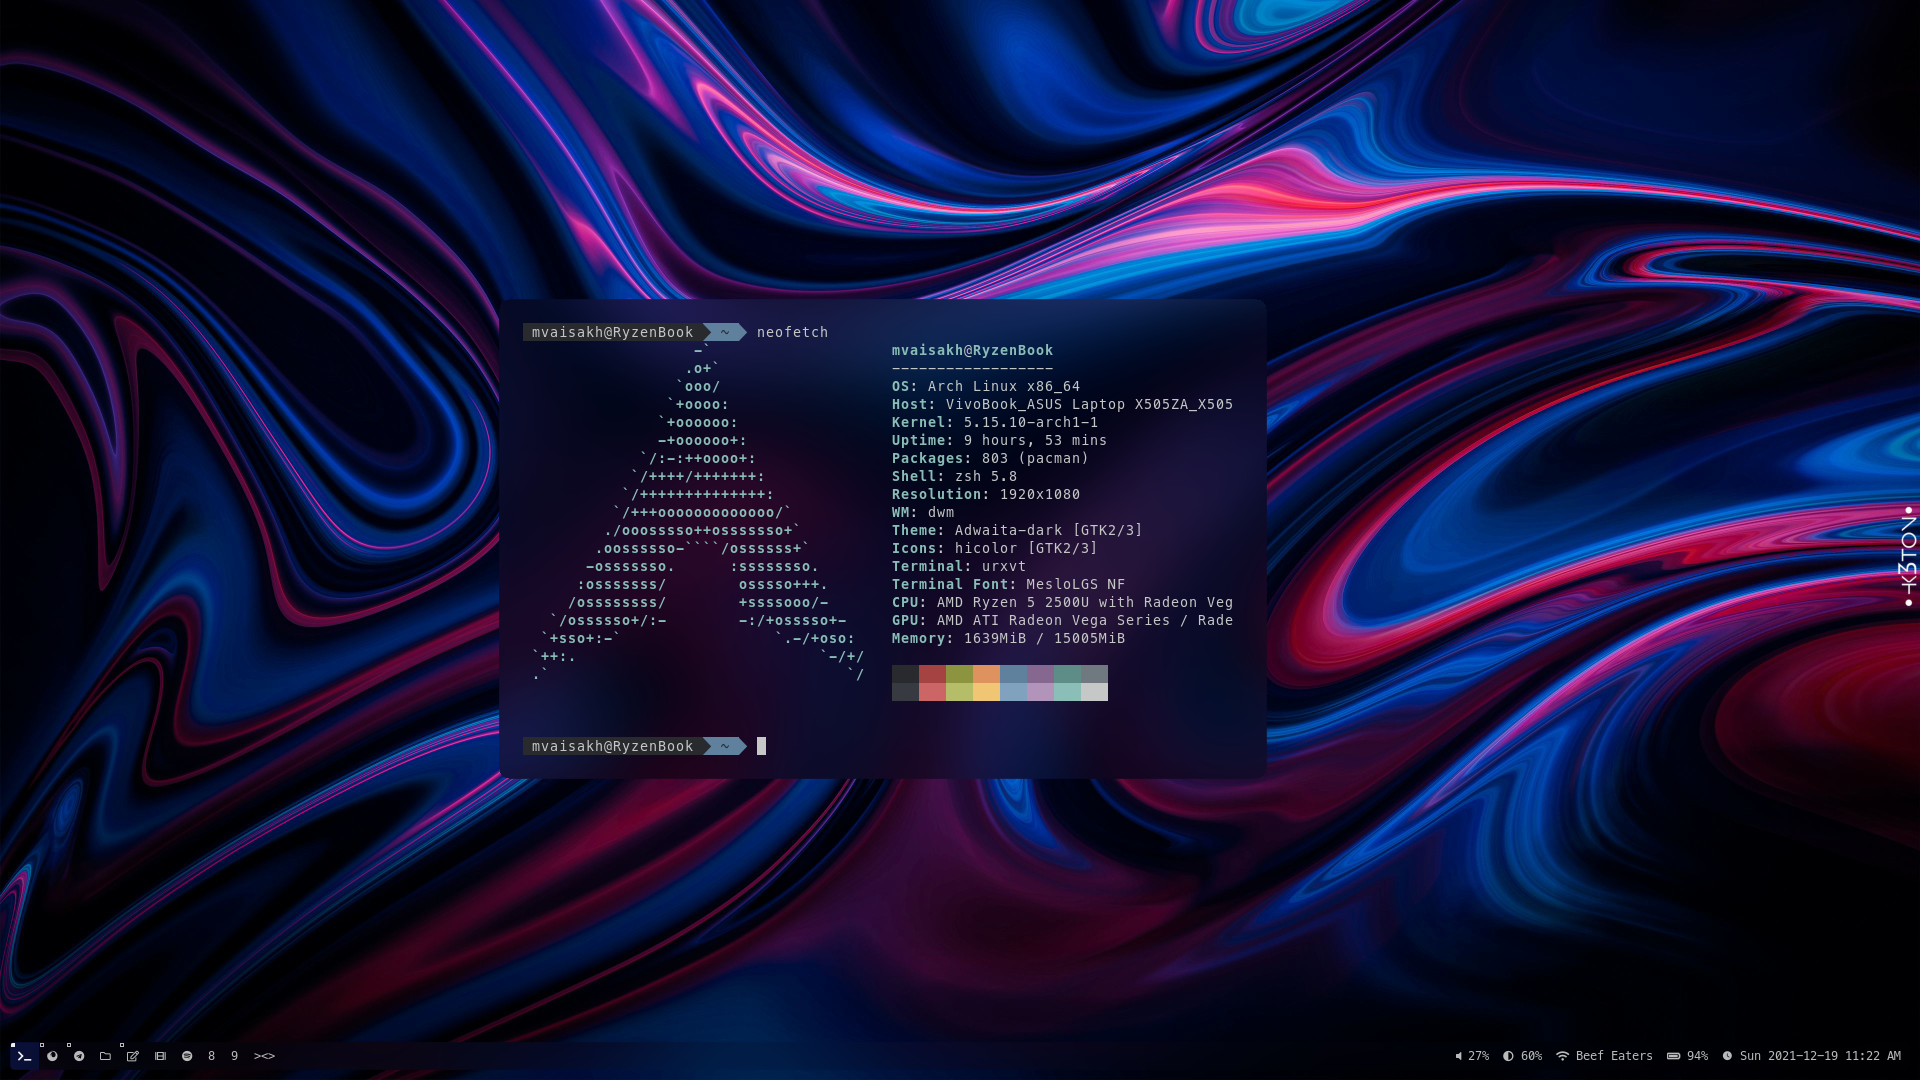 mvaisakh@RyzenBook ~ neofetch
-`
.o+`
`ooo/
`+oooo:
`+oooooo:
-+oooooo+:
`/:-:++oooo+:
`/++++/+++++++:
`/++++++++++++++:
`/+++ooooooooooooo/`
./ooosssso++osssssso+`
.oossssso-````/ossssss+`
-osssssso.      :ssssssso.
:osssssss/        osssso+++.
/ossssssss/        +ssssooo/-
`/ossssso+/:-        -:/+osssso+-
`+sso+:-`                 `.-/+oso:
`++:.                           `-/+/
.`                                 `/
mvaisakh@RyzenBook
------------------
OS: Arch Linux x86_64
Host: VivoBook_ASUS Laptop X505ZA_X505
Kernel: 5.15.10-arch1-1
Uptime: 9 hours, 53 mins
Packages: 803 (pacman)
Shell: zsh 5.8
Resolution: 1920x1080
WM: dwm
Theme: Adwaita-dark [GTK2/3]
Icons: hicolor [GTK2/3]
Terminal: urxvt
Terminal Font: MesloLGS NF
CPU: AMD Ryzen 5 2500U with Radeon Veg
GPU: AMD ATI Radeon Vega Series / Rade
Memory: 1639MiB / 15005MiB
mvaisakh@RyzenBook ~
•K3TON•
8 9 ><> 27% 60% Beef Eaters 94% Sun 2021-12-19 11:22 AM